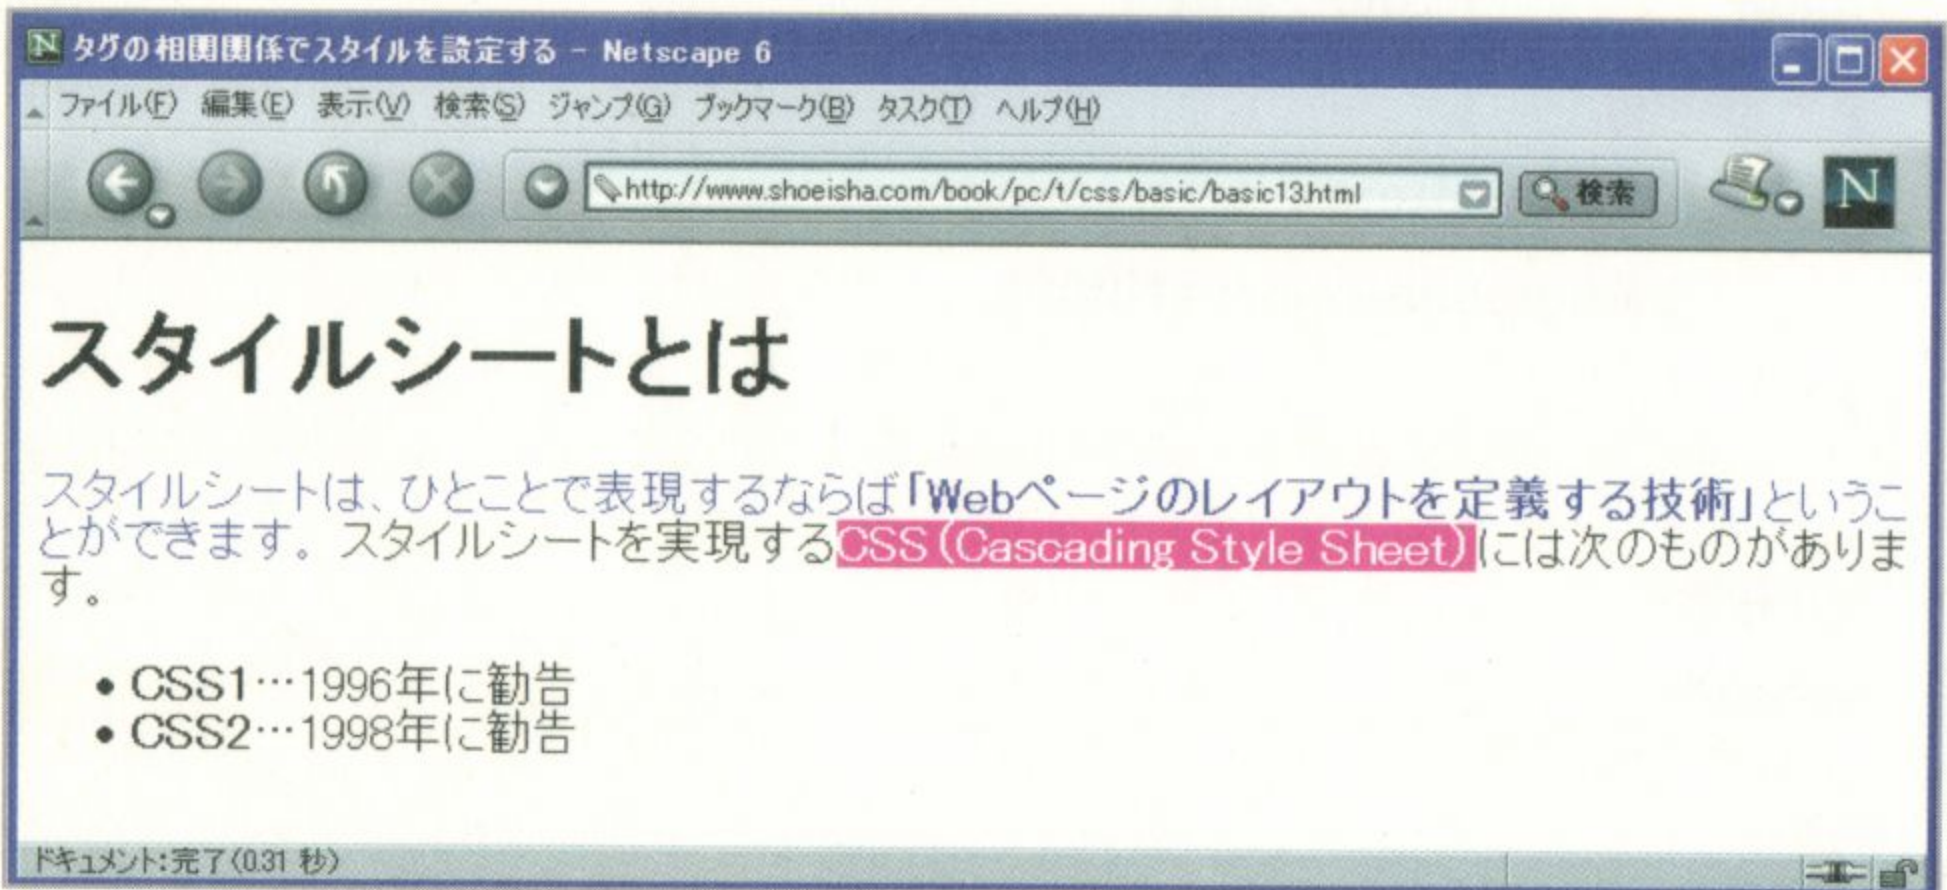 N タグの相関関係でスタイルを設定する - Netscape 6
ファイル(F) 編集(E) 表示(V) 検索(S) ジャンプ(G) ブックマーク(B) タスク(T) ヘルプ(H)
http://www.shoeisha.com/book/pc/t/css/basic/basic13.html 検索 N
スタイルシートとは
スタイルシートは、ひとことで表現するならば「Webページのレイアウトを定義する技術」というこ
とができます。スタイルシートを実現するCSS(Cascading Style Sheet)には次のものがありま
す。
• CSS1…1996年に勧告
• CSS2…1998年に勧告
ドキュメント:完了(0.31 秒)